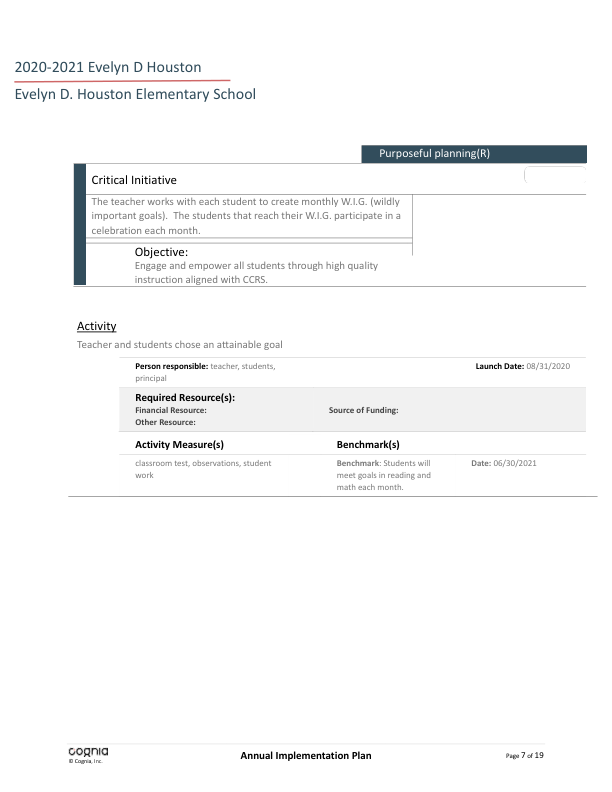 2020-2021 Evelyn D Houston
Evelyn D. Houston Elementary School
Purposeful planning(R)
Critical Initiative
The teacher works with each student to create monthly W.I.G. (wildly
important goals).  The students that reach their W.I.G. participate in a
celebration each month.
Objective:
Engage and empower all students through high quality
instruction aligned with CCRS.
Activity
Teacher and students chose an attainable goal
Person responsible: teacher, students,
principal
Launch Date: 08/31/2020
Required Resource(s):
Financial Resource:
Source of Funding:
Other Resource:
Activity Measure(s)
Benchmark(s)
classroom test, observations, student
work
Benchmark: Students will
meet goals in reading and
math each month.
Date: 06/30/2021
cognia
© Cognia, Inc.
Annual Implementation Plan
Page 7 of 19